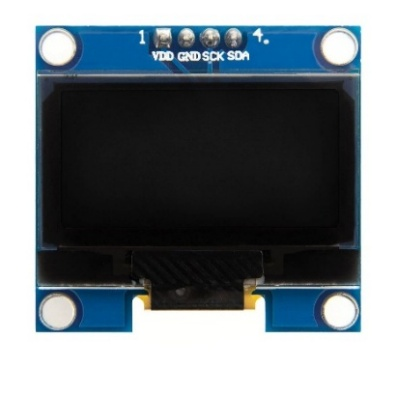 1 4.
VDD GND SCK SDA